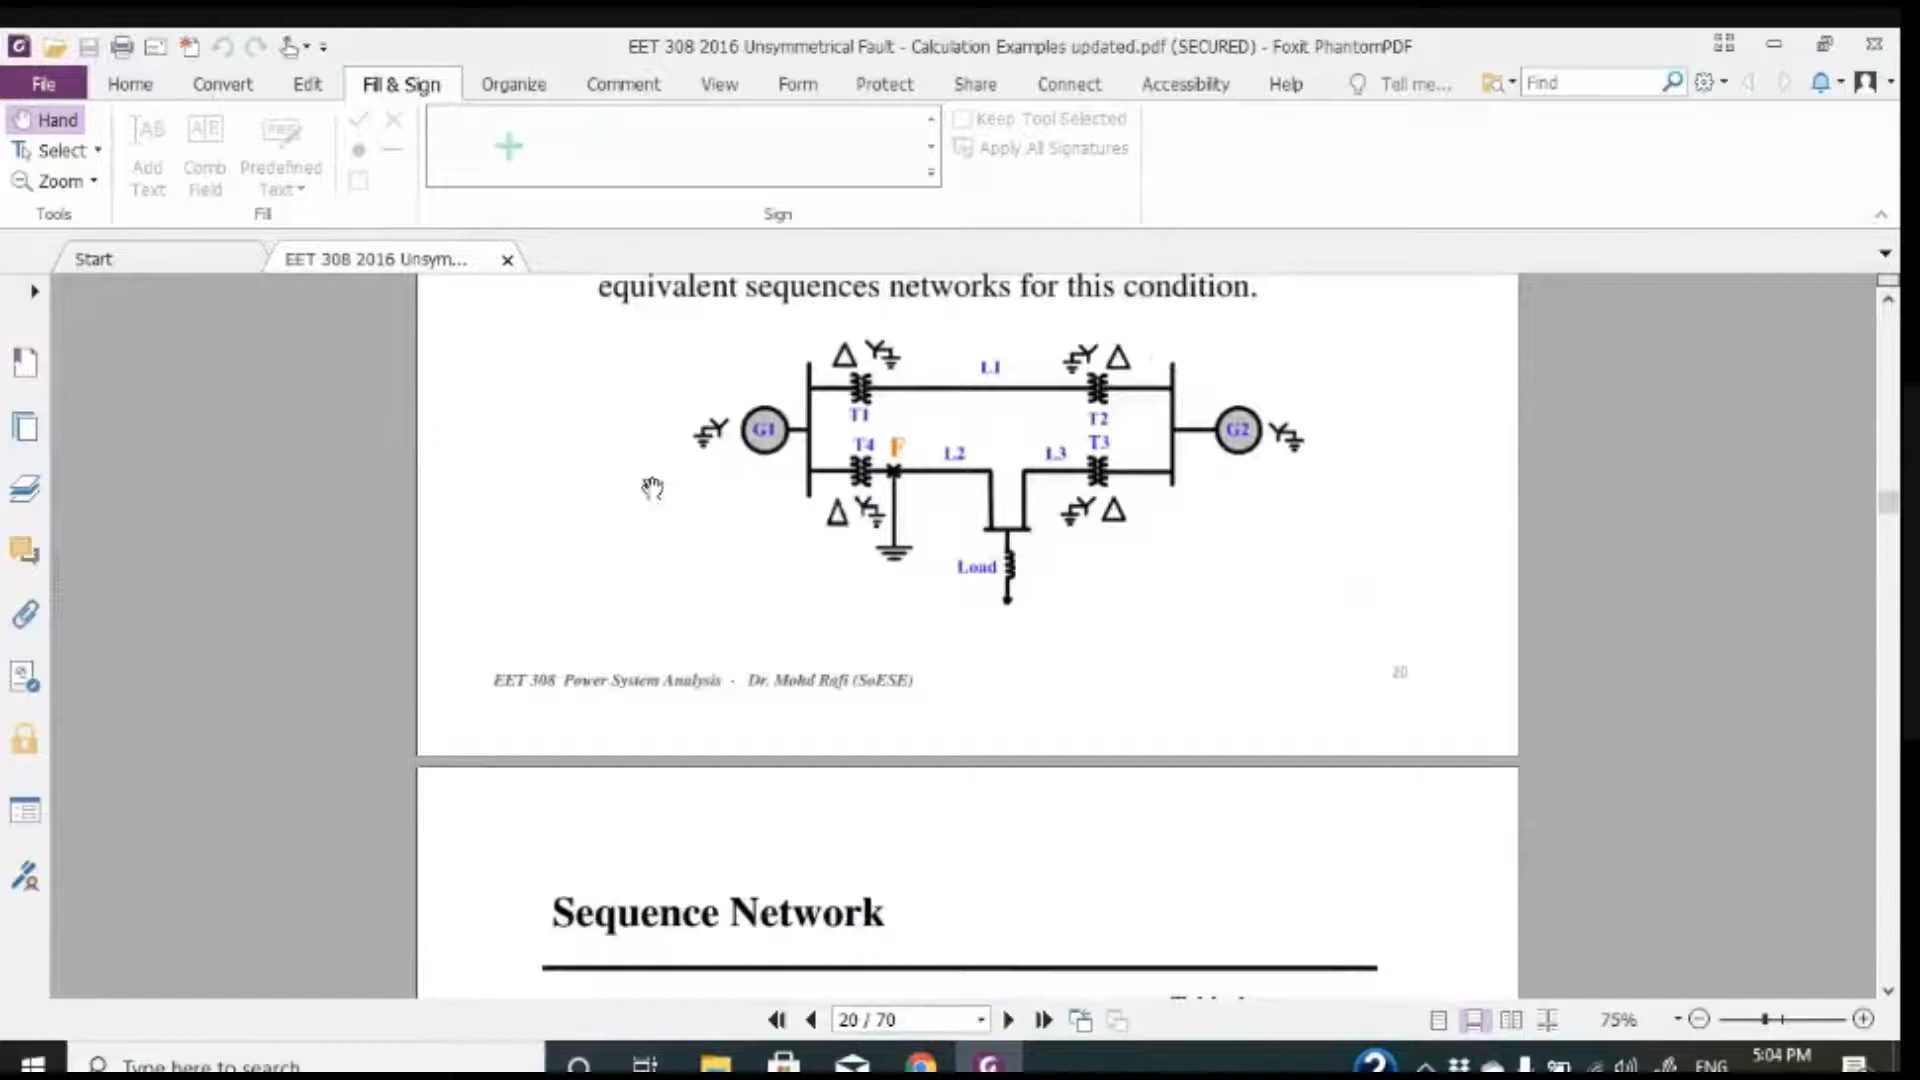 EET 308 2016 Unsymmetrical Fault - Calculation Examples updated.pdf (SECURED) - Foxit PhantomPDF
File Home Convert Edit Fill & Sign Organize Comment View Form Protect Share Connect Accessibility Help Tell me... Find
Hand
Select
Zoom
Tools
Add Text
Comb Field
Predefined Text
Fill
Sign
Keep Tool Selected
Apply All Signatures
Start
EET 308 2016 Unsym...
equivalent sequences networks for this condition.
L1
T1
T2
G1
G2
T4
F
L2
L3
T3
Load
EET 308 Power System Analysis - Dr. Mohd Rafi (SoESE)
20
Sequence Network
20 / 70
75%
Type here to search
ENG
5:04 PM